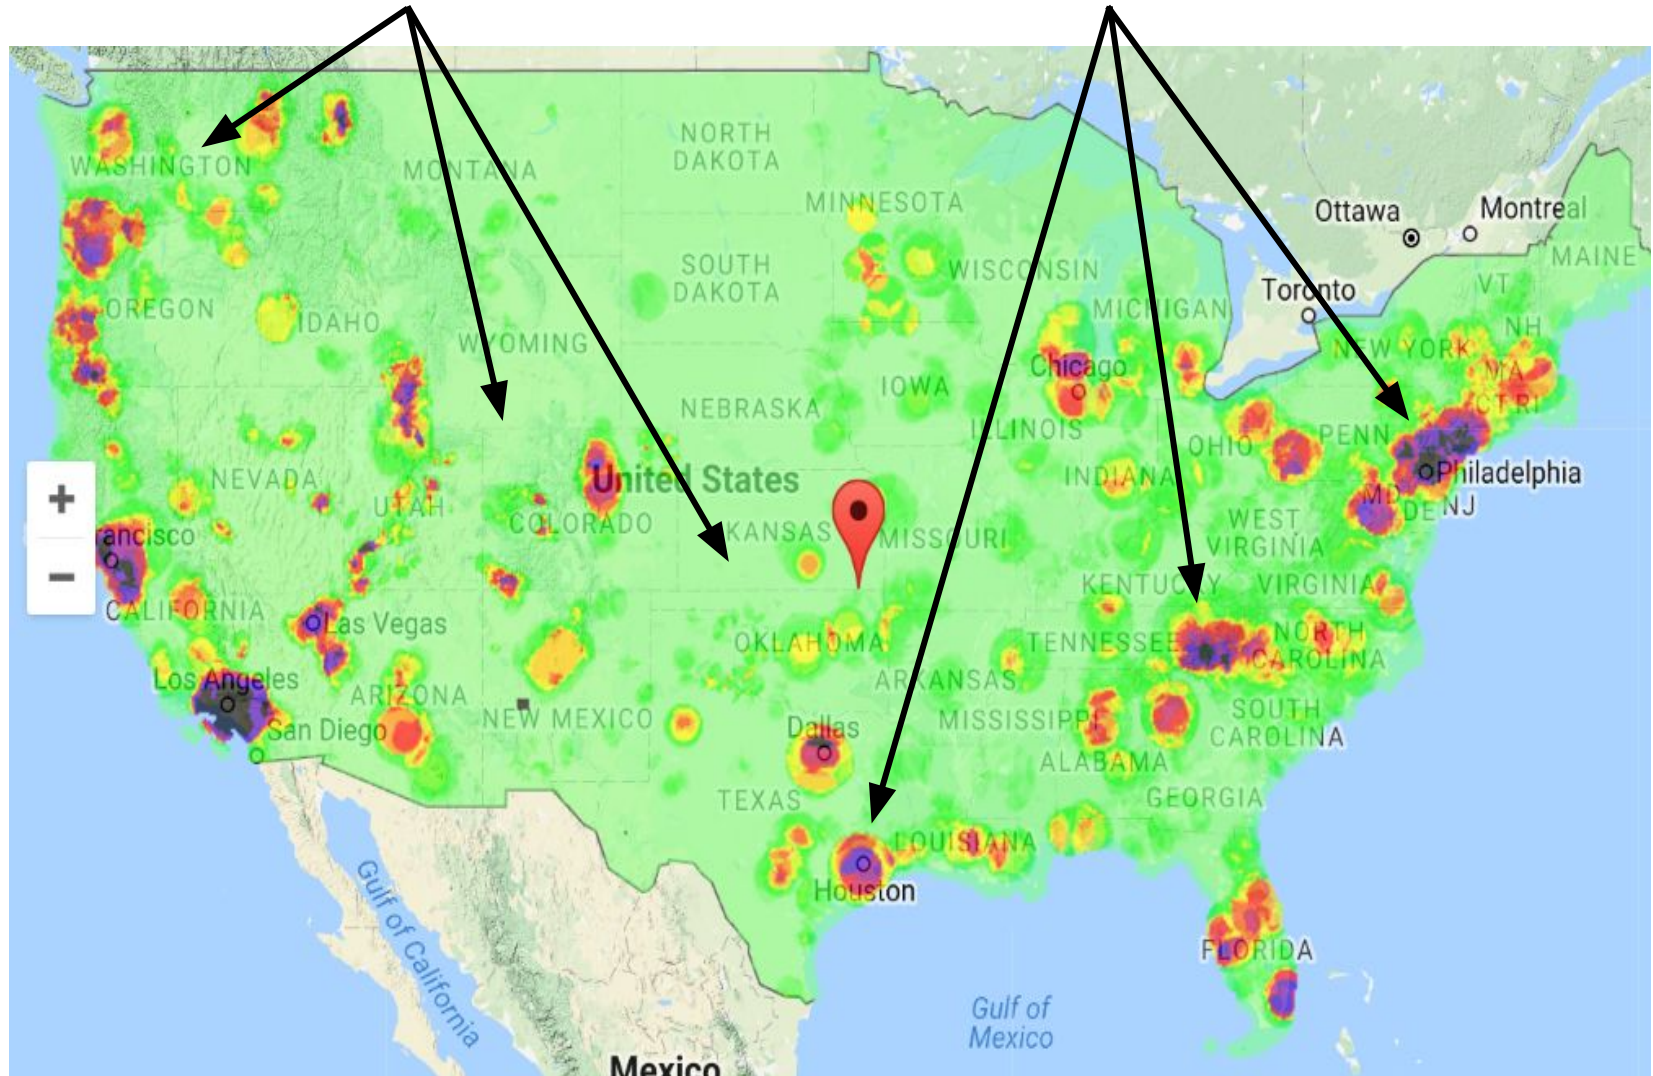 NORTH
DAKOTA
WASHINGTON
MONTANA
MINNESOTA
Ottawa
Montreal
MAINE
SOUTH
DAKOTA
WISCONSIN
VT
Toronto
OREGON
IDAHO
MICHIGAN
NH
WYOMING
NEW YORK
Chicago
MA
IOWA
CT RI
NEBRASKA
ILLINOIS
OHIO
PENN
+
NEVADA
United States
INDIANA
Philadelphia
UTAH
MD
DE NJ
COLORADO
KANSAS
MISSOURI
WEST
VIRGINIA
ancisco
−
KENTUCKY
VIRGINIA
CALIFORNIA
Las Vegas
OKLAHOMA
TENNESSEE
NORTH
CAROLINA
Los Angeles
ARIZONA
ARKANSAS
NEW MEXICO
San Diego
Dallas
MISSISSIPPI
SOUTH
CAROLINA
ALABAMA
TEXAS
GEORGIA
LOUISIANA
Houston
Gulf of California
FLORIDA
Gulf of
Mexico
Mexico